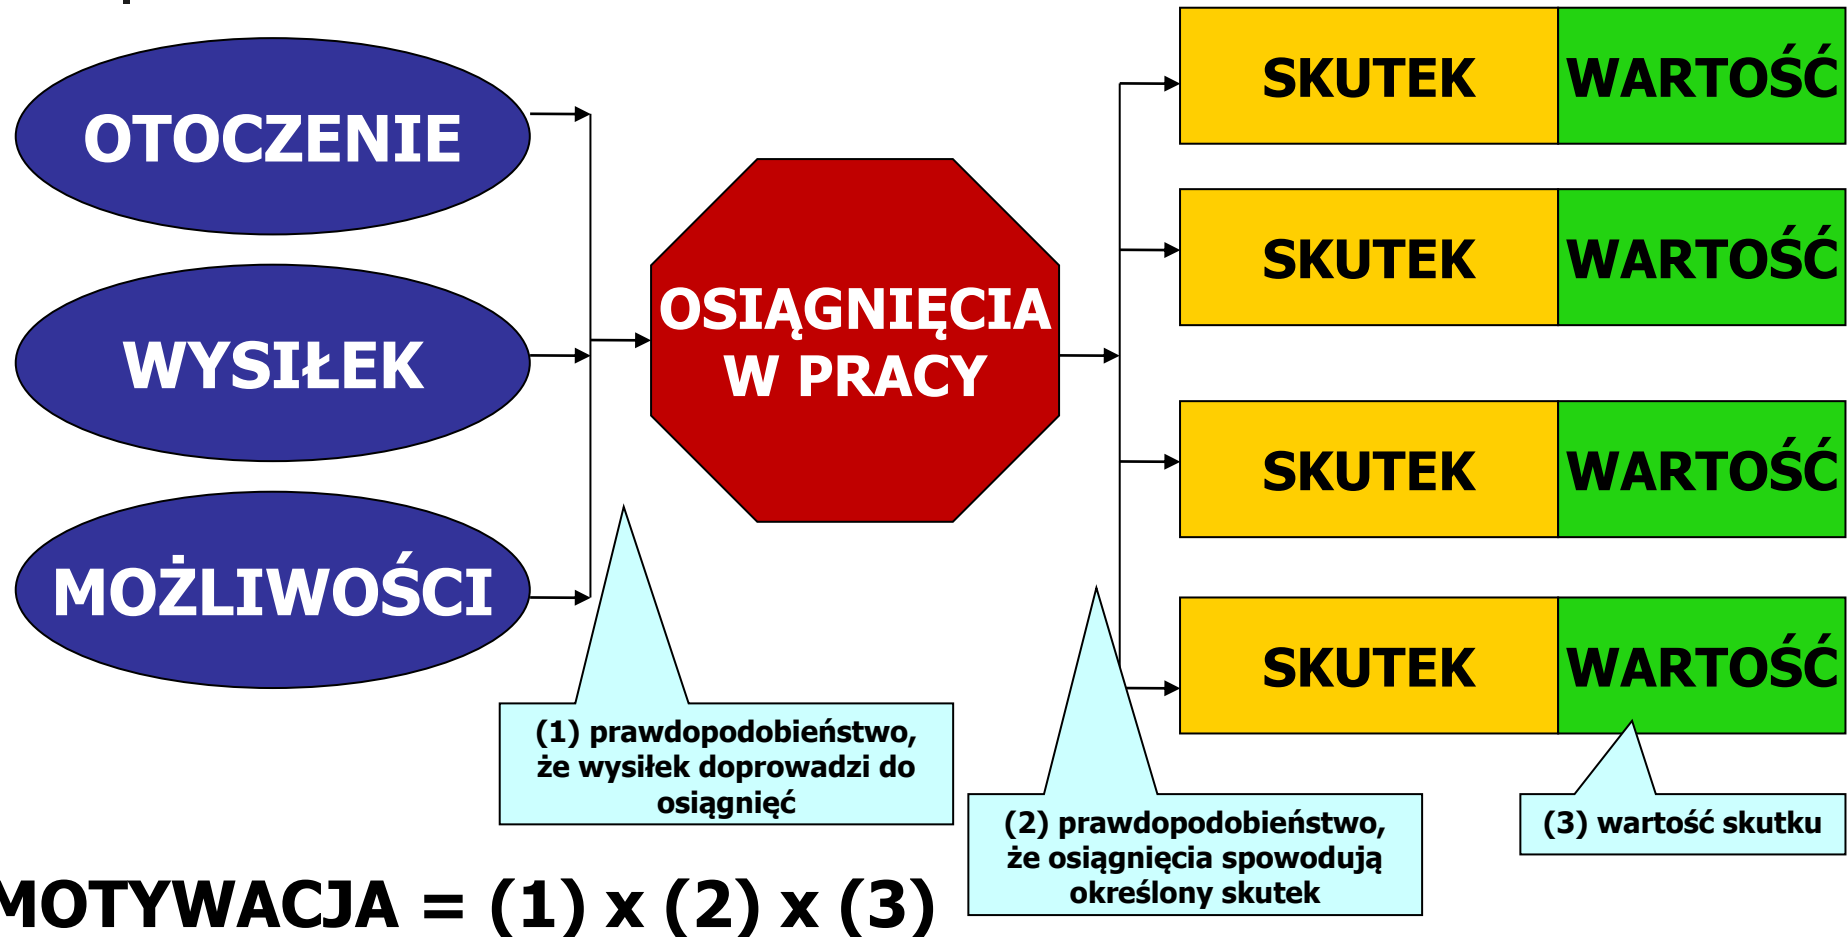 OTOCZENIE
WYSIŁEK
MOŻLIWOŚCI
OSIĄGNIĘCIA
W PRACY
SKUTEK WARTOŚĆ
SKUTEK WARTOŚĆ
SKUTEK WARTOŚĆ
SKUTEK WARTOŚĆ
(1) prawdopodobieństwo,
że wysiłek doprowadzi do
osiągnięć
(2) prawdopodobieństwo,
że osiągnięcia spowodują
określony skutek
(3) wartość skutku
MOTYWACJA = (1) x (2) x (3)